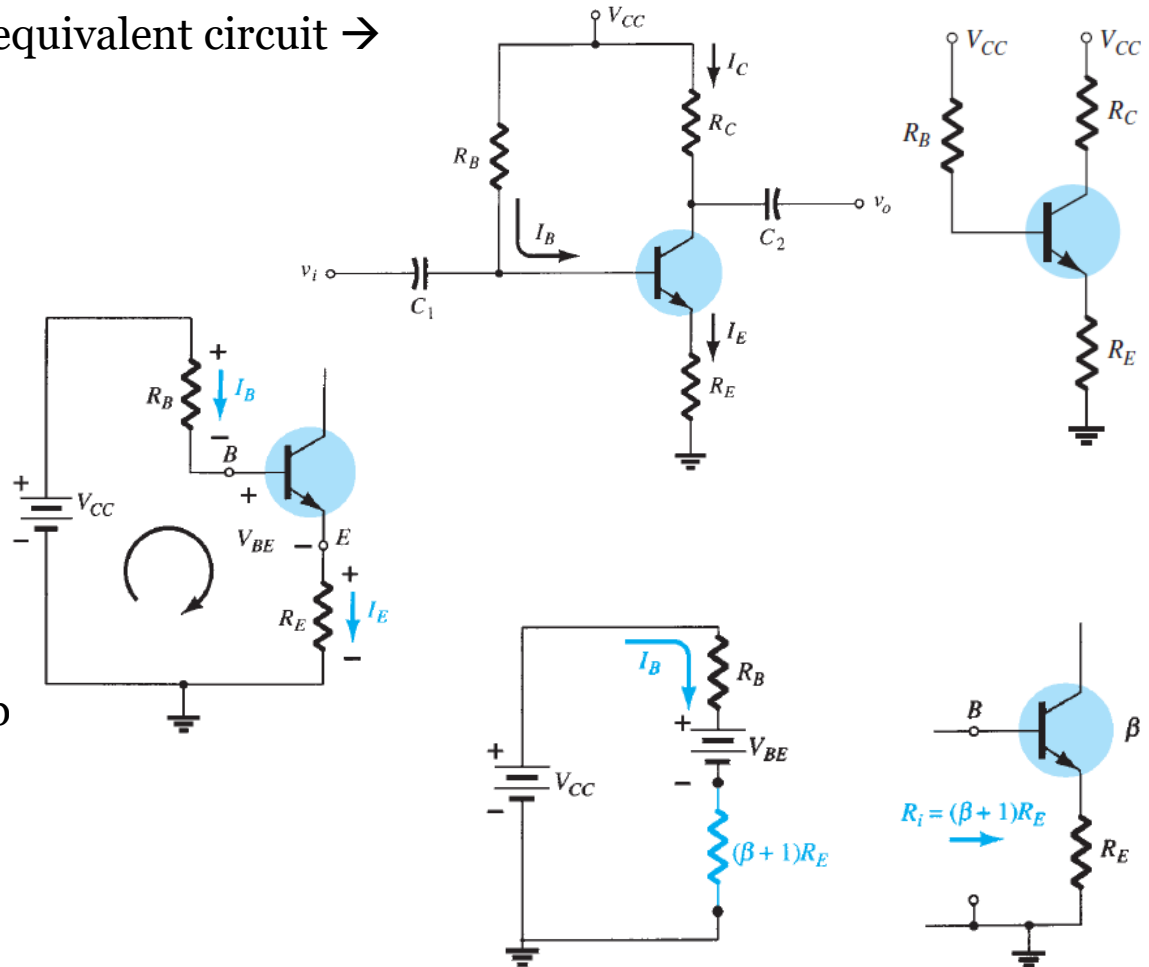 equivalent circuit →
V_CC
I_C
R_C
R_B
I_B
v_i
C_1
C_2
v_o
I_E
R_E
V_CC
V_CC
R_B
R_C
R_E
+
R_B
I_B
−
B
+
+
V_CC
−
V_BE
−
E
+
R_E
I_E
−
I_B
R_B
+
V_BE
−
+
V_CC
−
(β + 1)R_E
B
β
R_i = (β + 1)R_E
R_E